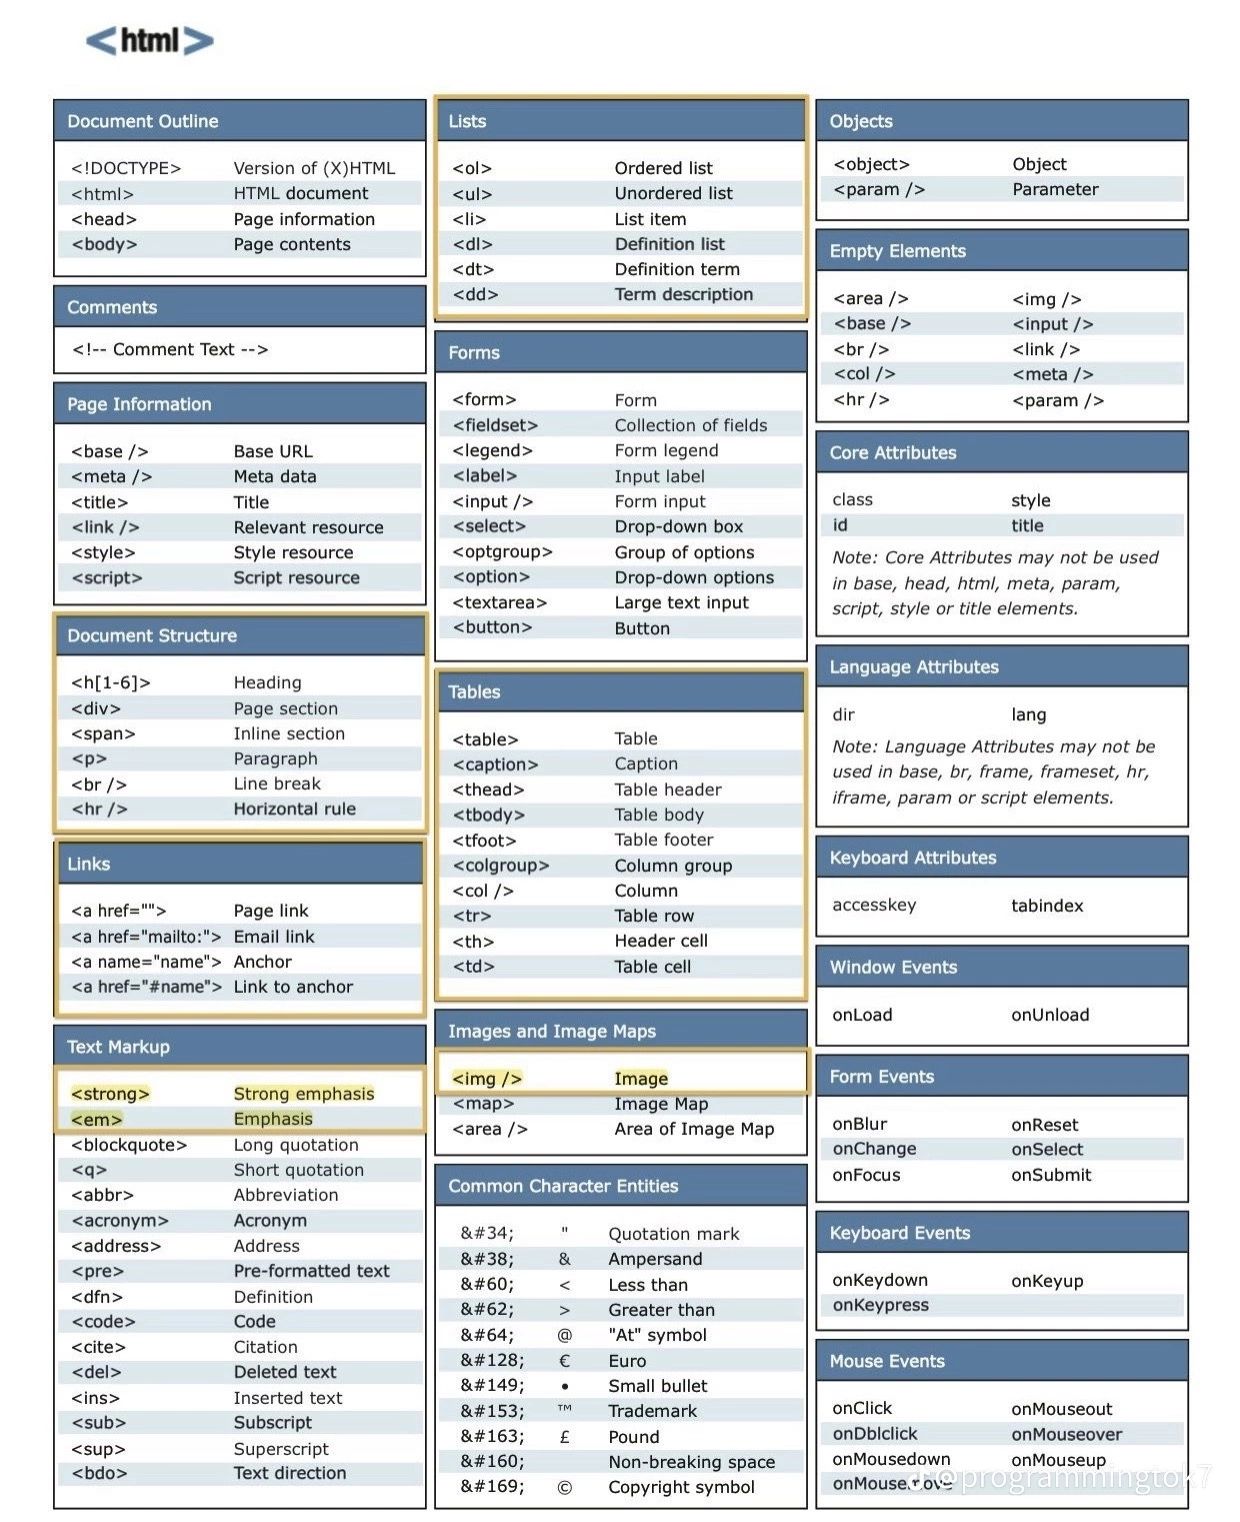 <html>
Document Outline
<!DOCTYPE> Version of (X)HTML
<html> HTML document
<head> Page information
<body> Page contents
Comments
<!-- Comment Text -->
Page Information
<base /> Base URL
<meta /> Meta data
<title> Title
<link /> Relevant resource
<style> Style resource
<script> Script resource
Document Structure
<h[1-6]> Heading
<div> Page section
<span> Inline section
<p> Paragraph
<br /> Line break
<hr /> Horizontal rule
Links
<a href=""> Page link
<a href="mailto:"> Email link
<a name="name"> Anchor
<a href="#name"> Link to anchor
Text Markup
<strong> Strong emphasis
<em> Emphasis
<blockquote> Long quotation
<q> Short quotation
<abbr> Abbreviation
<acronym> Acronym
<address> Address
<pre> Pre-formatted text
<dfn> Definition
<code> Code
<cite> Citation
<del> Deleted text
<ins> Inserted text
<sub> Subscript
<sup> Superscript
<bdo> Text direction
Lists
<ol> Ordered list
<ul> Unordered list
<li> List item
<dl> Definition list
<dt> Definition term
<dd> Term description
Forms
<form> Form
<fieldset> Collection of fields
<legend> Form legend
<label> Input label
<input /> Form input
<select> Drop-down box
<optgroup> Group of options
<option> Drop-down options
<textarea> Large text input
<button> Button
Tables
<table> Table
<caption> Caption
<thead> Table header
<tbody> Table body
<tfoot> Table footer
<colgroup> Column group
<col /> Column
<tr> Table row
<th> Header cell
<td> Table cell
Images and Image Maps
<img /> Image
<map> Image Map
<area /> Area of Image Map
Common Character Entities
&#34; " Quotation mark
&#38; & Ampersand
&#60; < Less than
&#62; > Greater than
&#64; @ "At" symbol
&#128; € Euro
&#149; • Small bullet
&#153; ™ Trademark
&#163; £ Pound
&#160; Non-breaking space
&#169; © Copyright symbol
Objects
<object> Object
<param /> Parameter
Empty Elements
<area /> <img />
<base /> <input />
<br /> <link />
<col /> <meta />
<hr /> <param />
Core Attributes
class style
id title
Note: Core Attributes may not be used
in base, head, html, meta, param,
script, style or title elements.
Language Attributes
dir lang
Note: Language Attributes may not be
used in base, br, frame, frameset, hr,
iframe, param or script elements.
Keyboard Attributes
accesskey tabindex
Window Events
onLoad onUnload
Form Events
onBlur onReset
onChange onSelect
onFocus onSubmit
Keyboard Events
onKeydown onKeyup
onKeypress
Mouse Events
onClick onMouseout
onDblclick onMouseover
onMousedown onMouseup
onMousemove
@programmingtok7